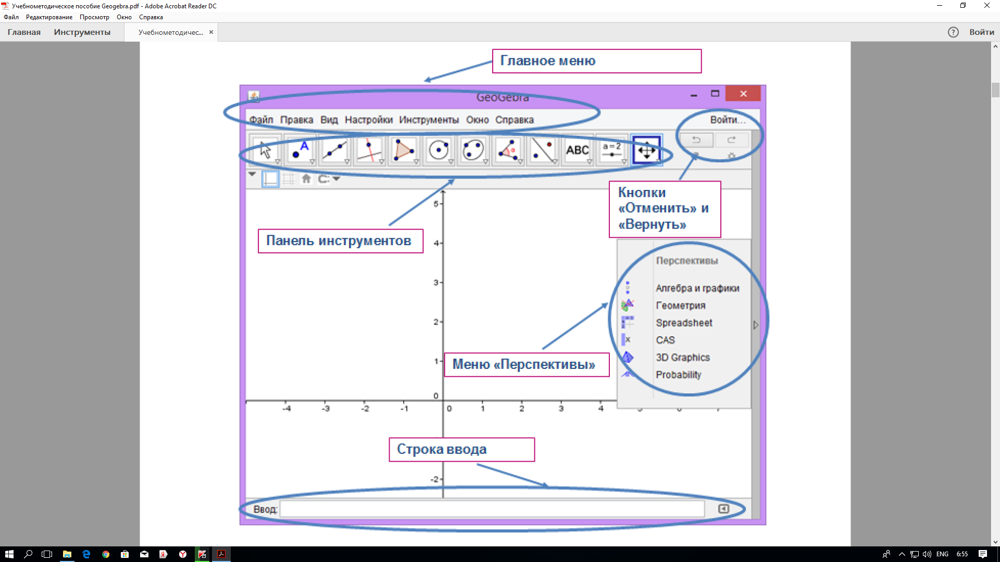 Учебнометодическое пособие Geogebra.pdf - Adobe Acrobat Reader DC
Файл Редактирование Просмотр Окно Справка
Главная Инструменты Учебнометодичес... × ? Войти
Главное меню
GeoGebra
Файл Правка Вид Настройки Инструменты Окно Справка Войти...
A ABC a = 2
Кнопки
«Отменить» и
«Вернуть»
Панель инструментов
Перспективы
Алгебра и графики
Геометрия
Spreadsheet
x CAS
3D Graphics
Probability
Меню «Перспективы»
5
4
3
2
1
0
-4 -3 -2 -1 0 1 2 3 4
-2
Строка ввода
Ввод:
ENG 6:55